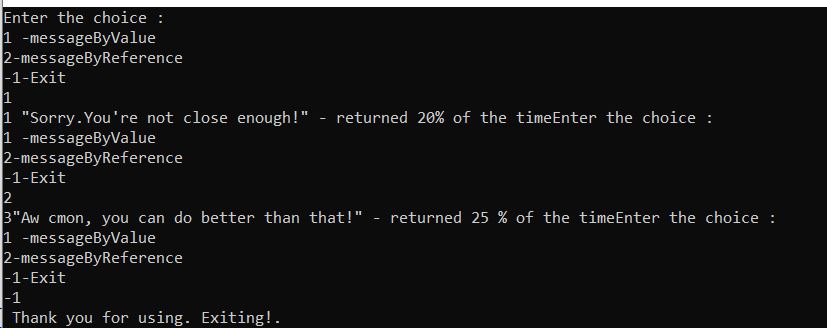 Enter the choice :
1 -messageByValue
2-messageByReference
-1-Exit
1
1 "Sorry.You're not close enough!" - returned 20% of the timeEnter the choice :
1 -messageByValue
2-messageByReference
-1-Exit
2
3"Aw cmon, you can do better than that!" - returned 25 % of the timeEnter the choice :
1 -messageByValue
2-messageByReference
-1-Exit
-1
 Thank you for using. Exiting!.